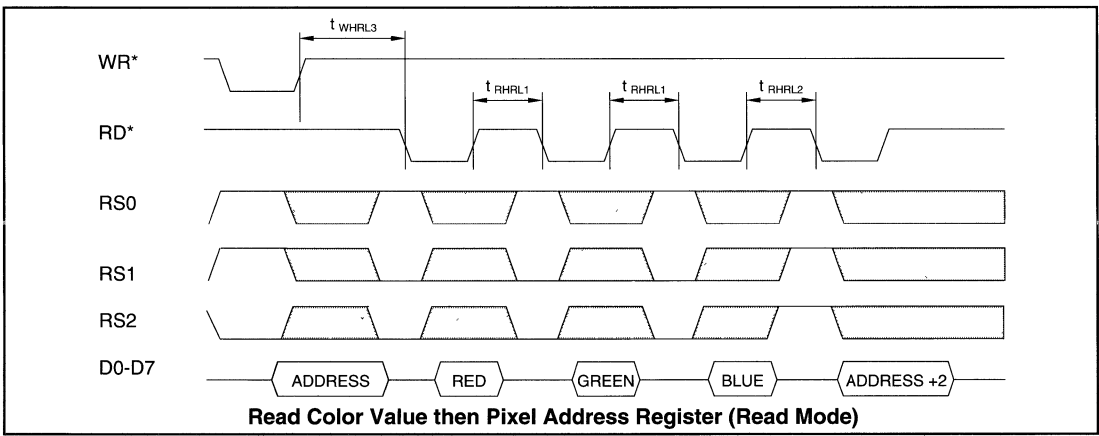 t WHRL3
WR*
t RHRL1 t RHRL1 t RHRL2
RD*
RS0
RS1
RS2
D0-D7 ADDRESS RED GREEN BLUE ADDRESS +2
Read Color Value then Pixel Address Register (Read Mode)